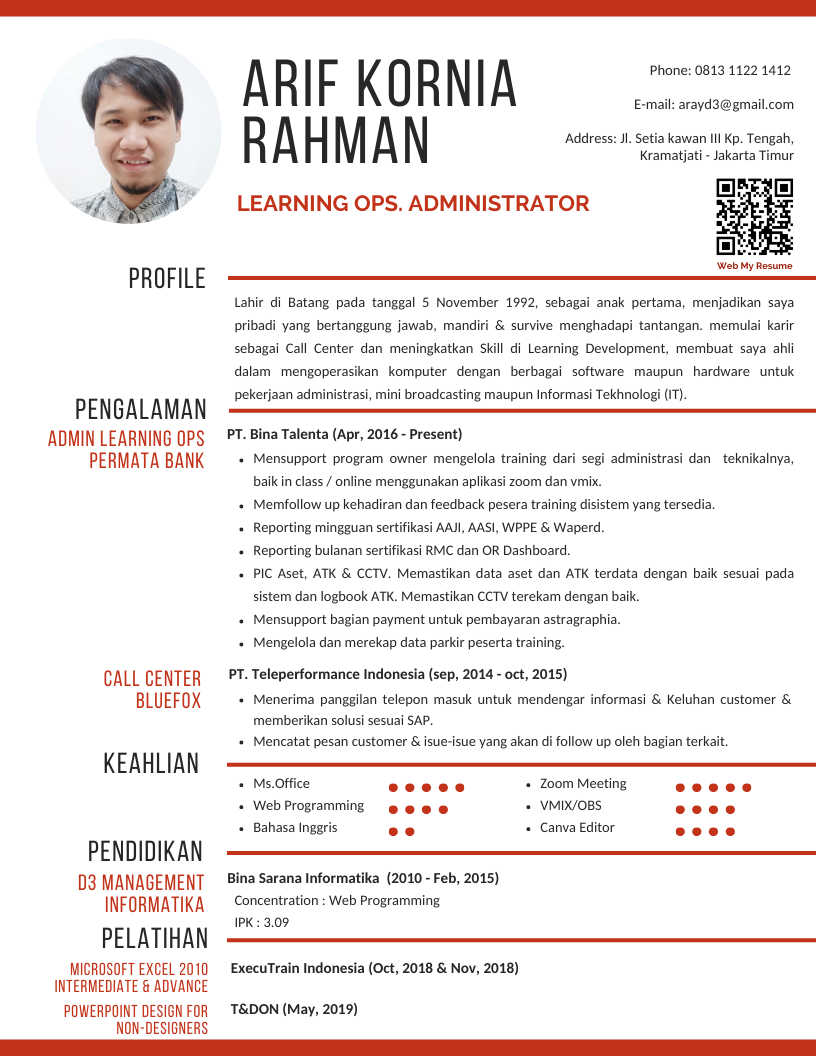 ARIF KORNIA
RAHMAN
LEARNING OPS. ADMINISTRATOR
Phone: 0813 1122 1412
E-mail: arayd3@gmail.com
Address: Jl. Setia kawan III Kp. Tengah,
Kramatjati - Jakarta Timur
Web My Resume
PROFILE
Lahir di Batang pada tanggal 5 November 1992, sebagai anak pertama, menjadikan saya
pribadi yang bertanggung jawab, mandiri & survive menghadapi tantangan. memulai karir
sebagai Call Center dan meningkatkan Skill di Learning Development, membuat saya ahli
dalam mengoperasikan komputer dengan berbagai software maupun hardware untuk
pekerjaan administrasi, mini broadcasting maupun Informasi Tekhnologi (IT).
PENGALAMAN
ADMIN LEARNING OPS
PERMATA BANK
PT. Bina Talenta (Apr, 2016 - Present)
• Mensupport program owner mengelola training dari segi administrasi dan teknikalnya,
baik in class / online menggunakan aplikasi zoom dan vmix.
• Memfollow up kehadiran dan feedback pesera training disistem yang tersedia.
• Reporting mingguan sertifikasi AAJI, AASI, WPPE & Waperd.
• Reporting bulanan sertifikasi RMC dan OR Dashboard.
• PIC Aset, ATK & CCTV. Memastikan data aset dan ATK terdata dengan baik sesuai pada
sistem dan logbook ATK. Memastikan CCTV terekam dengan baik.
• Mensupport bagian payment untuk pembayaran astragraphia.
• Mengelola dan merekap data parkir peserta training.
CALL CENTER
BLUEFOX
PT. Teleperformance Indonesia (sep, 2014 - oct, 2015)
• Menerima panggilan telepon masuk untuk mendengar informasi & Keluhan customer &
memberikan solusi sesuai SAP.
• Mencatat pesan customer & isue-isue yang akan di follow up oleh bagian terkait.
KEAHLIAN
• Ms.Office
• Web Programming
• Bahasa Inggris
• Zoom Meeting
• VMIX/OBS
• Canva Editor
PENDIDIKAN
D3 MANAGEMENT
INFORMATIKA
Bina Sarana Informatika (2010 - Feb, 2015)
Concentration : Web Programming
IPK : 3.09
PELATIHAN
MICROSOFT EXCEL 2010
INTERMEDIATE & ADVANCE
ExecuTrain Indonesia (Oct, 2018 & Nov, 2018)
POWERPOINT DESIGN FOR
NON-DESIGNERS
T&DON (May, 2019)